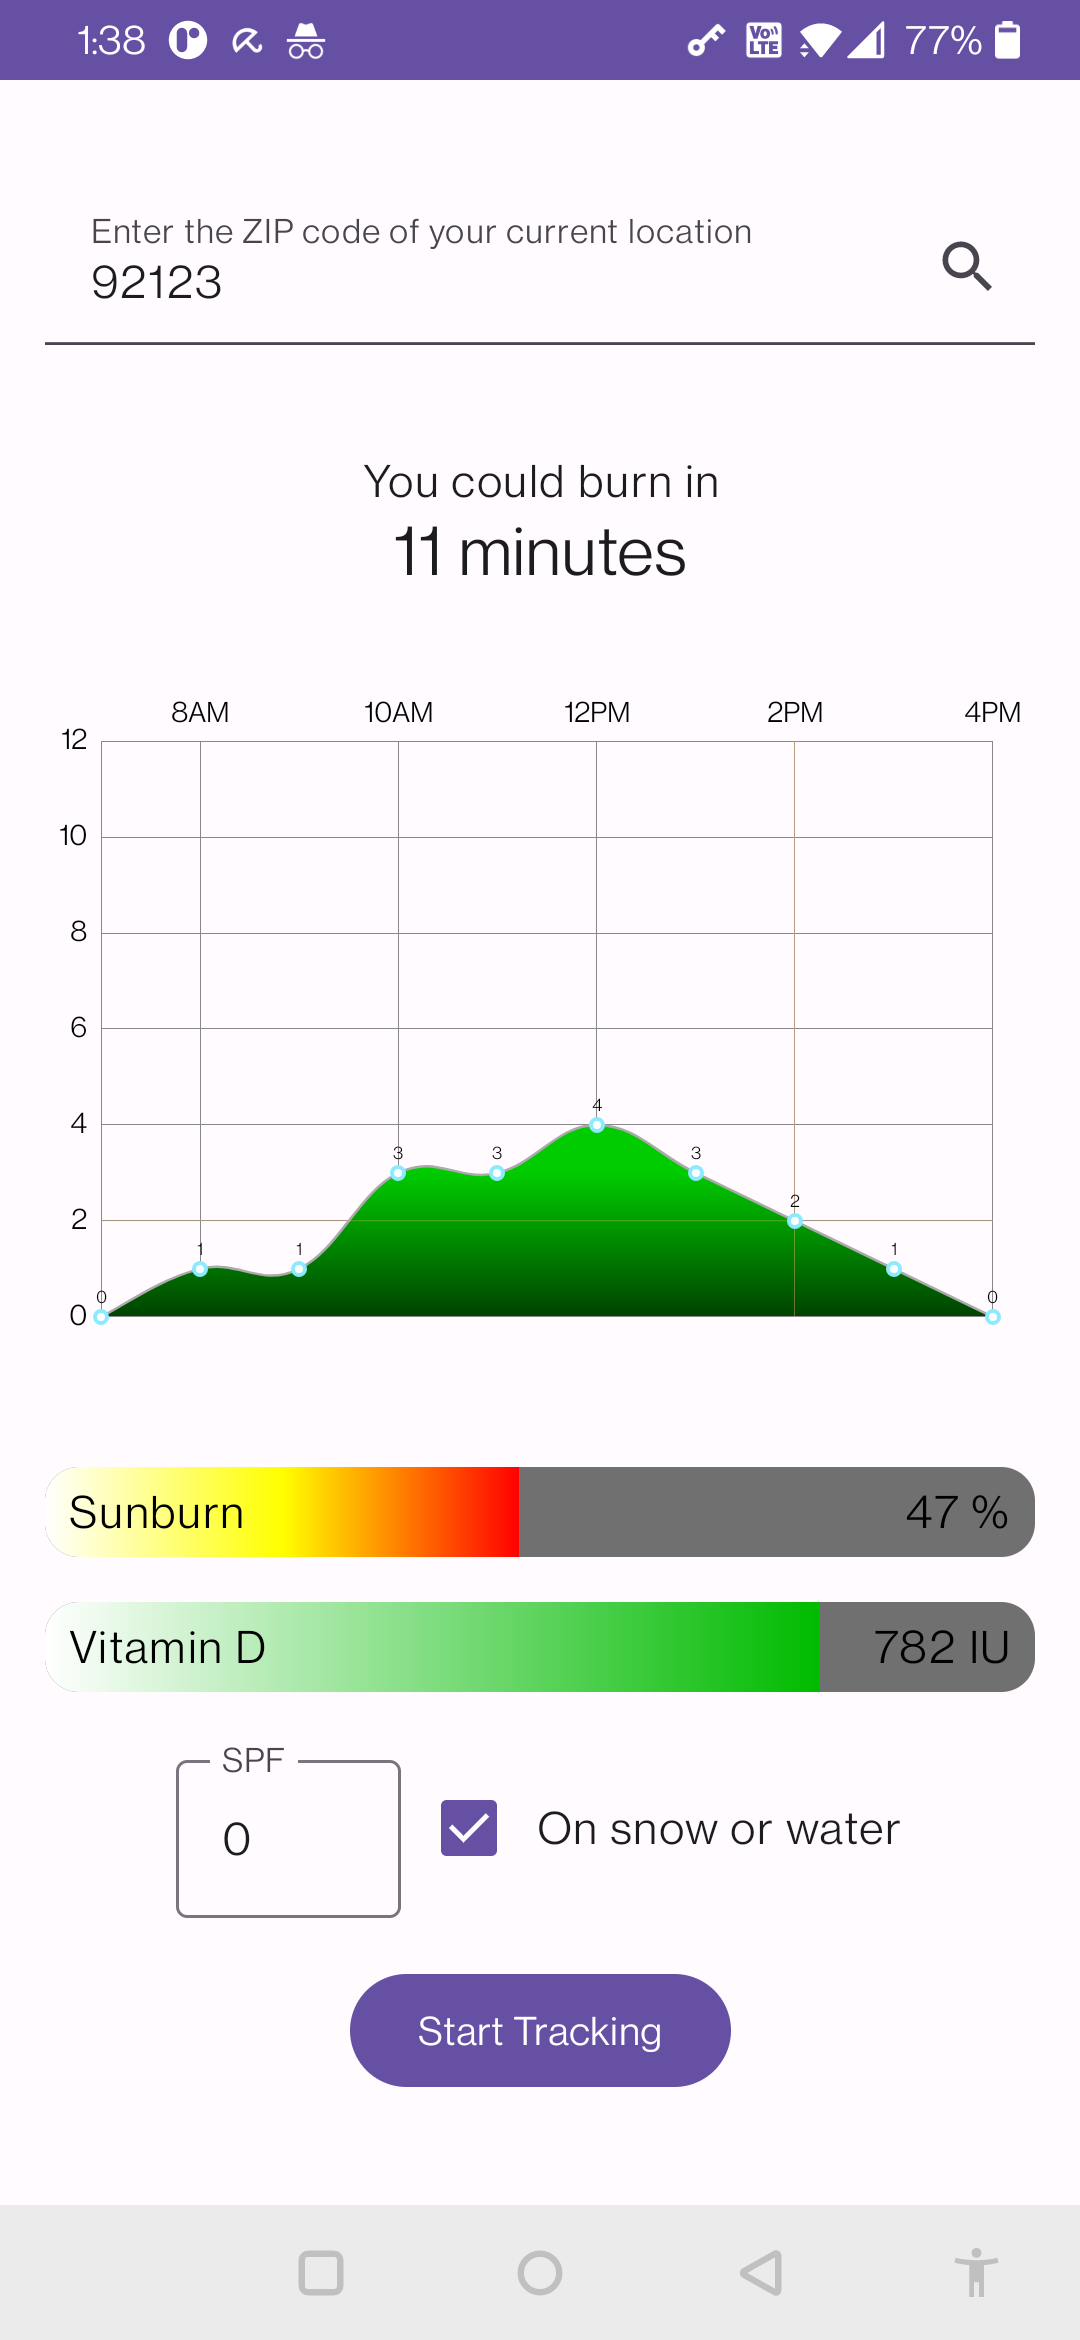 1:38 VoLTE 77%
Enter the ZIP code of your current location
92123
You could burn in
11 minutes
8AM 10AM 12PM 2PM 4PM
12
10
8
6
4
2
0
0 1 1 3 3 4 3 2 1 0
Sunburn 47 %
Vitamin D 782 IU
SPF
0
On snow or water
Start Tracking